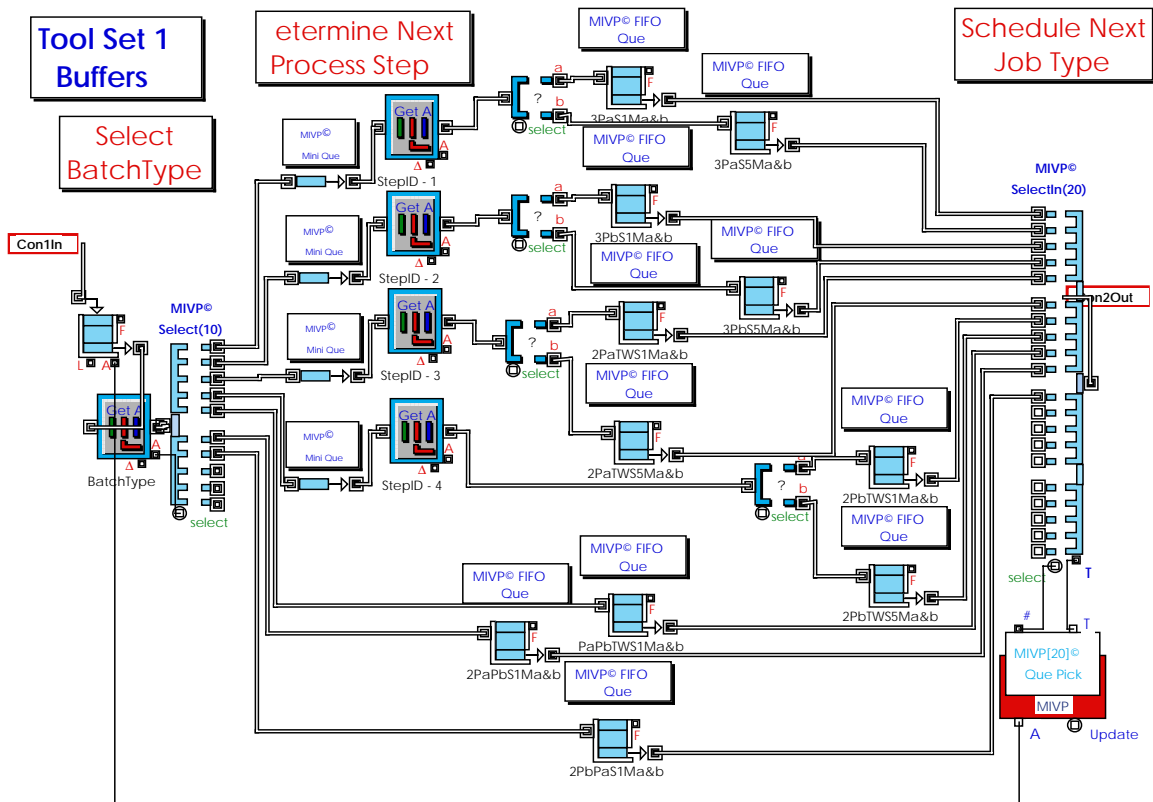 Tool Set 1
Buffers
etermine Next
Process Step
MIVP© FIFO
Que
Schedule Next
Job Type
MIVP© FIFO
Que
Select
BatchType
a
?
b
select
F
3PaS1Ma&b
Get A
A
Δ
StepID - 1
MIVP©
Mini Que
MIVP© FIFO
Que
F
3PaS5Ma&b
MIVP©
SelectIn(20)
Get A
A
Δ
StepID - 2
MIVP©
Mini Que
a
?
b
select
F
3PbS1Ma&b
MIVP© FIFO
Que
MIVP© FIFO
Que
F
3PbS5Ma&b
Con1In
on2Out
F
L
A
MIVP©
Select(10)
Get A
A
Δ
StepID - 3
MIVP©
Mini Que
a
?
b
select
F
2PaTWS1Ma&b
MIVP© FIFO
Que
F
2PaTWS5Ma&b
Get A
A
Δ
BatchType
select
Get A
A
Δ
StepID - 4
MIVP©
Mini Que
MIVP© FIFO
Que
a
?
b
select
F
2PbTWS1Ma&b
MIVP© FIFO
Que
F
2PbTWS5Ma&b
MIVP© FIFO
Que
MIVP© FIFO
Que
F
PaPbTWS1Ma&b
F
2PaPbS1Ma&b
MIVP© FIFO
Que
F
2PbPaS1Ma&b
select
T
#
T
MIVP[20]©
Que Pick
MIVP
A
Update